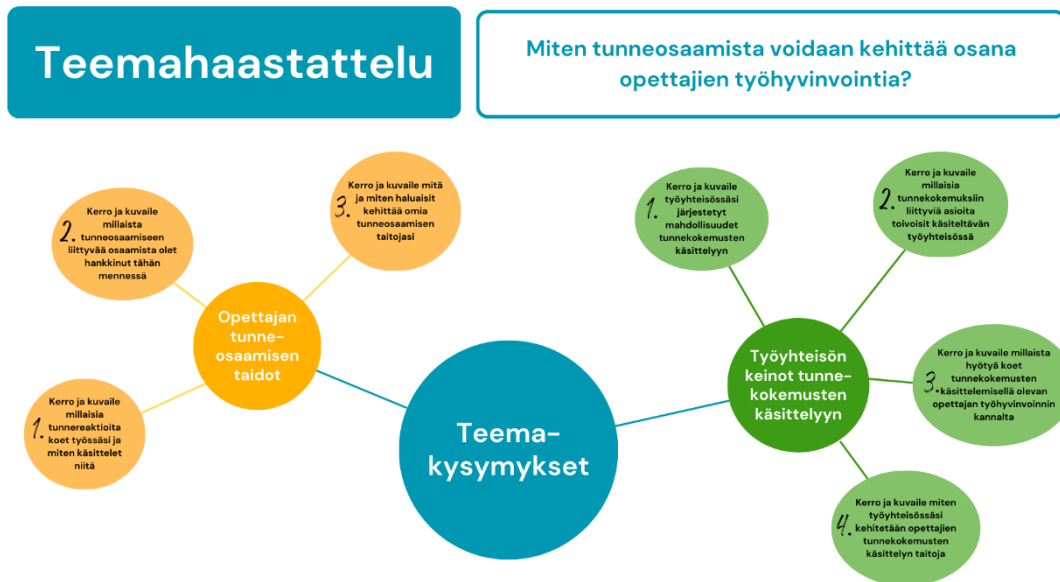 Teemahaastattelu
Miten tunneosaamista voidaan kehittää osana
opettajien työhyvinvointia?
Teema-
kysymykset
Opettajan
tunne-
osaamisen
taidot
1.
Kerro ja kuvaile
millaisia
tunnereaktioita
koet työssäsi ja
miten käsittelet
niitä
2.
Kerro ja kuvaile
millaista
tunneosaamiseen
liittyvää osaamista olet
hankkinut tähän
mennessä
3.
Kerro ja kuvaile mitä
ja miten haluaisit
kehittää omia
tunneosaamisen
taitojasi
Työyhteisön
keinot tunne-
kokemusten
käsittelyyn
1.
Kerro ja kuvaile
työyhteisössäsi
järjestetyt
mahdollisuudet
tunnekokemusten
käsittelyyn
2.
Kerro ja kuvaile
millaisia
tunnekokemuksiin
liittyviä asioita
toivoisit käsiteltävän
työyhteisössä
3.
Kerro ja kuvaile millaista
hyötyä koet
tunnekokemusten
käsittelemisellä olevan
opettajan työhyvinvoinnin
kannalta
4.
Kerro ja kuvaile miten
työyhteisössäsi
kehitetään opettajien
tunnekokemusten
käsittelyn taitoja